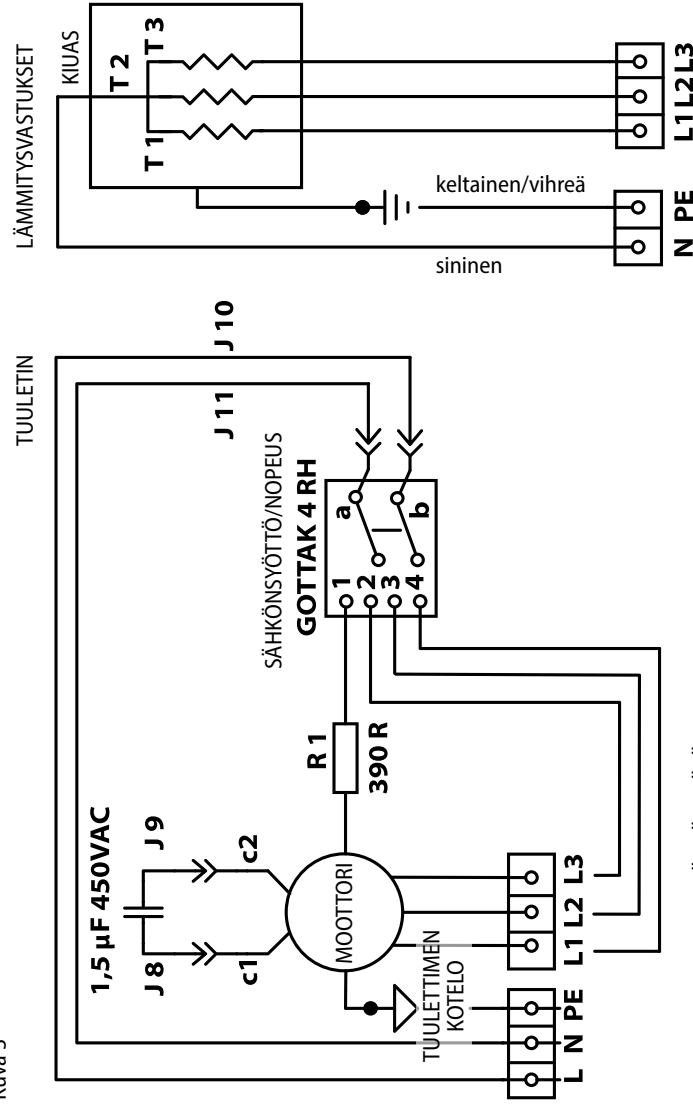 LÄMMITYSVASTUKSET
KIUAS
T 1
T 2
T 3
keltainen/vihreä
sininen
N PE
L1 L2 L3
TUULETIN
J 10
J 11
SÄHKÖNSYÖTTÖ/NOPEUS
GOTTAK 4 RH
a
b
1
2
3
4
R 1
390 R
1,5 µF 450VAC
J 8
J 9
c1
c2
MOOTTORI
TUULETTIMEN
KOTELO
L N PE
L1 L2 L3